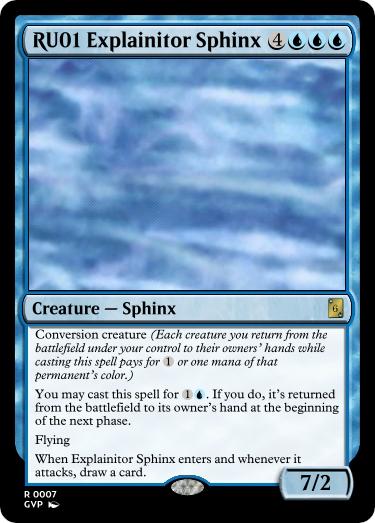 RU01 Explainitor Sphinx 4
Creature — Sphinx 6
Conversion creature (Each creature you return from the
battlefield under your control to their owners' hands while
casting this spell pays for 1 or one mana of that
permanent's color.)
You may cast this spell for 1. If you do, it's returned
from the battlefield to its owner's hand at the beginning
of the next phase.
Flying
When Explainitor Sphinx enters and whenever it
attacks, draw a card.
7/2
R 0007
GVP